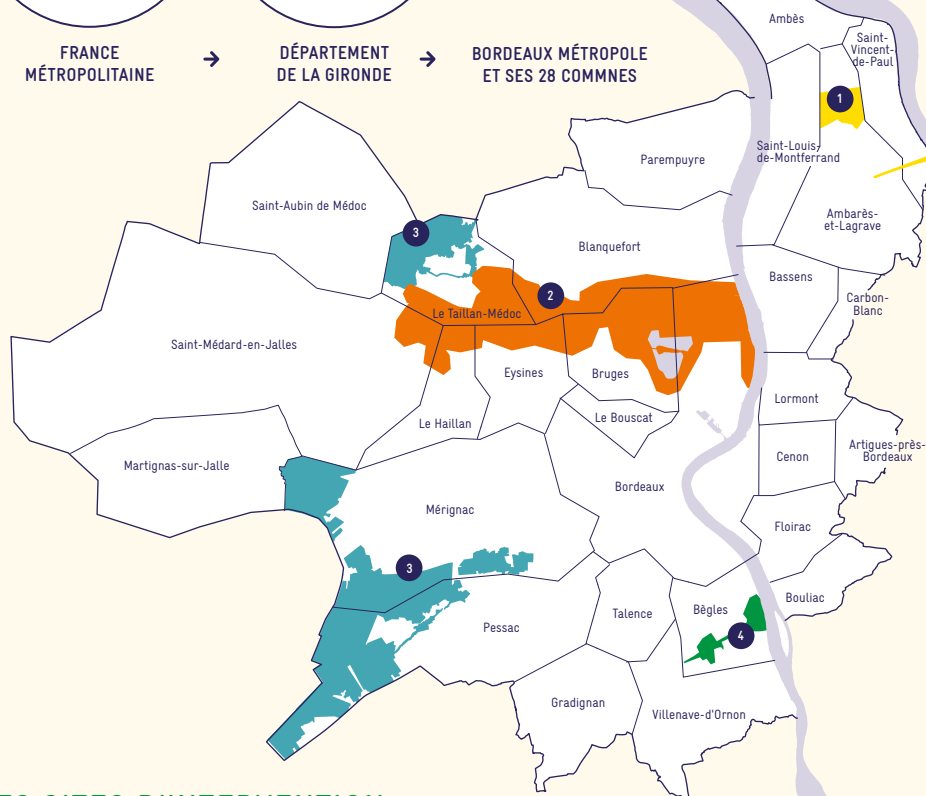 FRANCE
MÉTROPOLITAINE
→
DÉPARTEMENT
DE LA GIRONDE
→
BORDEAUX MÉTROPOLE
ET SES 28 COMMNES
Ambès
Saint-
Vincent-
de-Paul
1
Saint-Louis,
de-Montferrand
Parempuyre
Saint-Aubin de Médoc
Ambarès-
et-Lagrave
3
Blanquefort
Bassens
2
Carbon-
Blanc
Le Taillan-Médoc
Saint-Médard-en-Jalles
Eysines
Bruges
Lormont
Le Bouscat
Le Haillan
Artigues-près-
Bordeaux
Cenon
Martignas-sur-Jalle
Bordeaux
Mérignac
Floirac
3
Bouliac
Bègles
Talence
Pessac
4
Gradignan
Villenave-d'Ornon